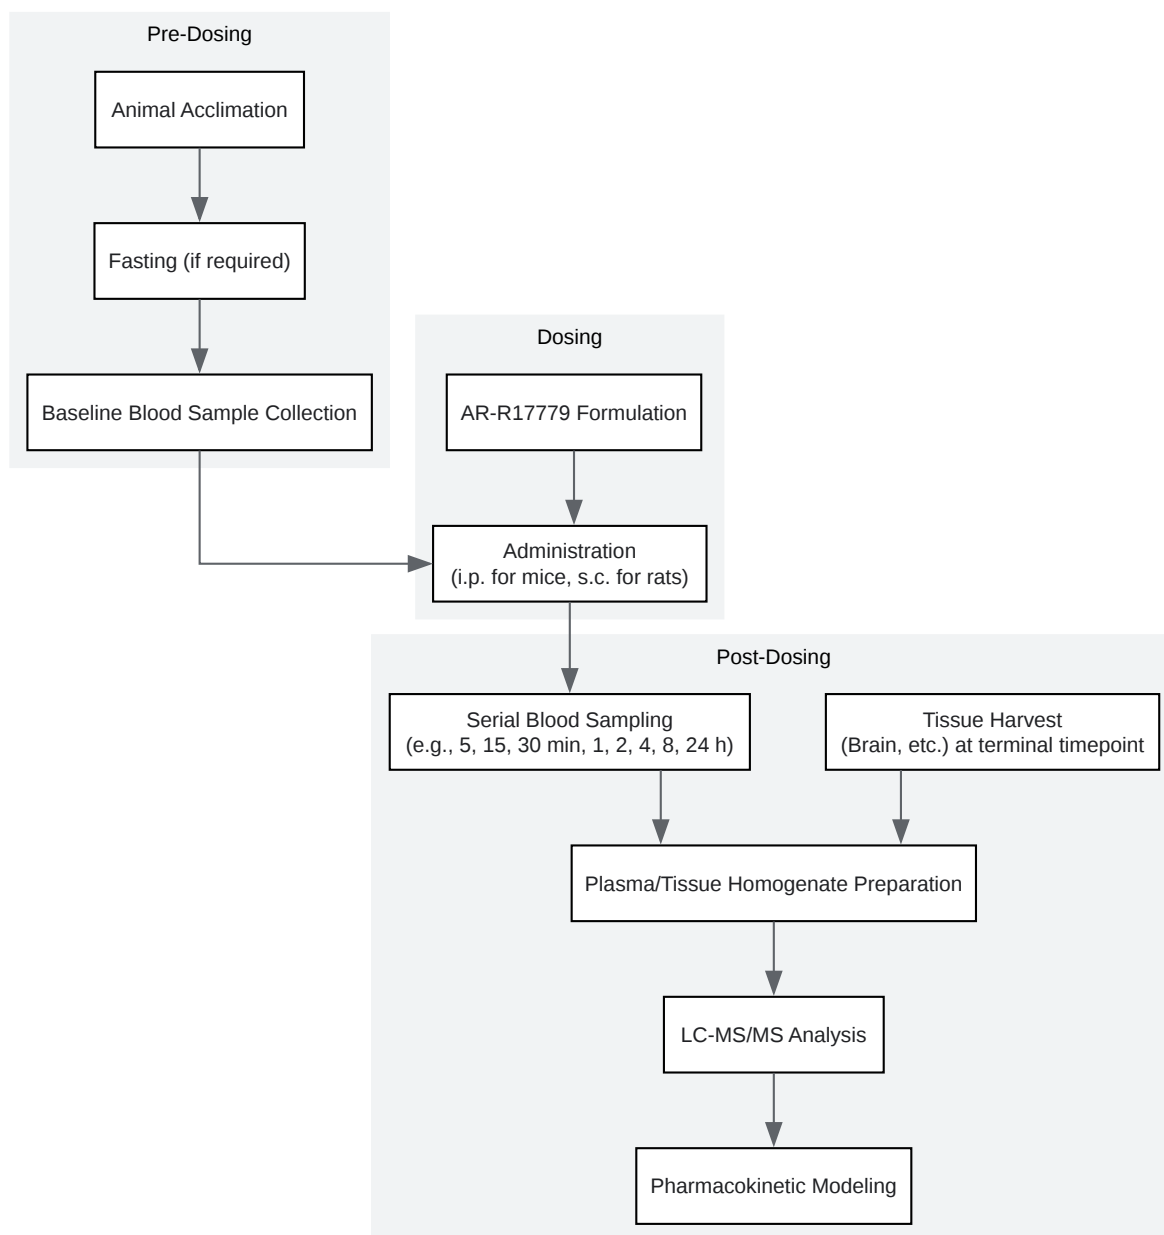 Pre-Dosing
Animal Acclimation
Fasting (if required)
Baseline Blood Sample Collection
Dosing
AR-R17779 Formulation
Administration
(i.p. for mice, s.c. for rats)
Post-Dosing
Serial Blood Sampling
(e.g., 5, 15, 30 min, 1, 2, 4, 8, 24 h)
Tissue Harvest
(Brain, etc.) at terminal timepoint
Plasma/Tissue Homogenate Preparation
LC-MS/MS Analysis
Pharmacokinetic Modeling